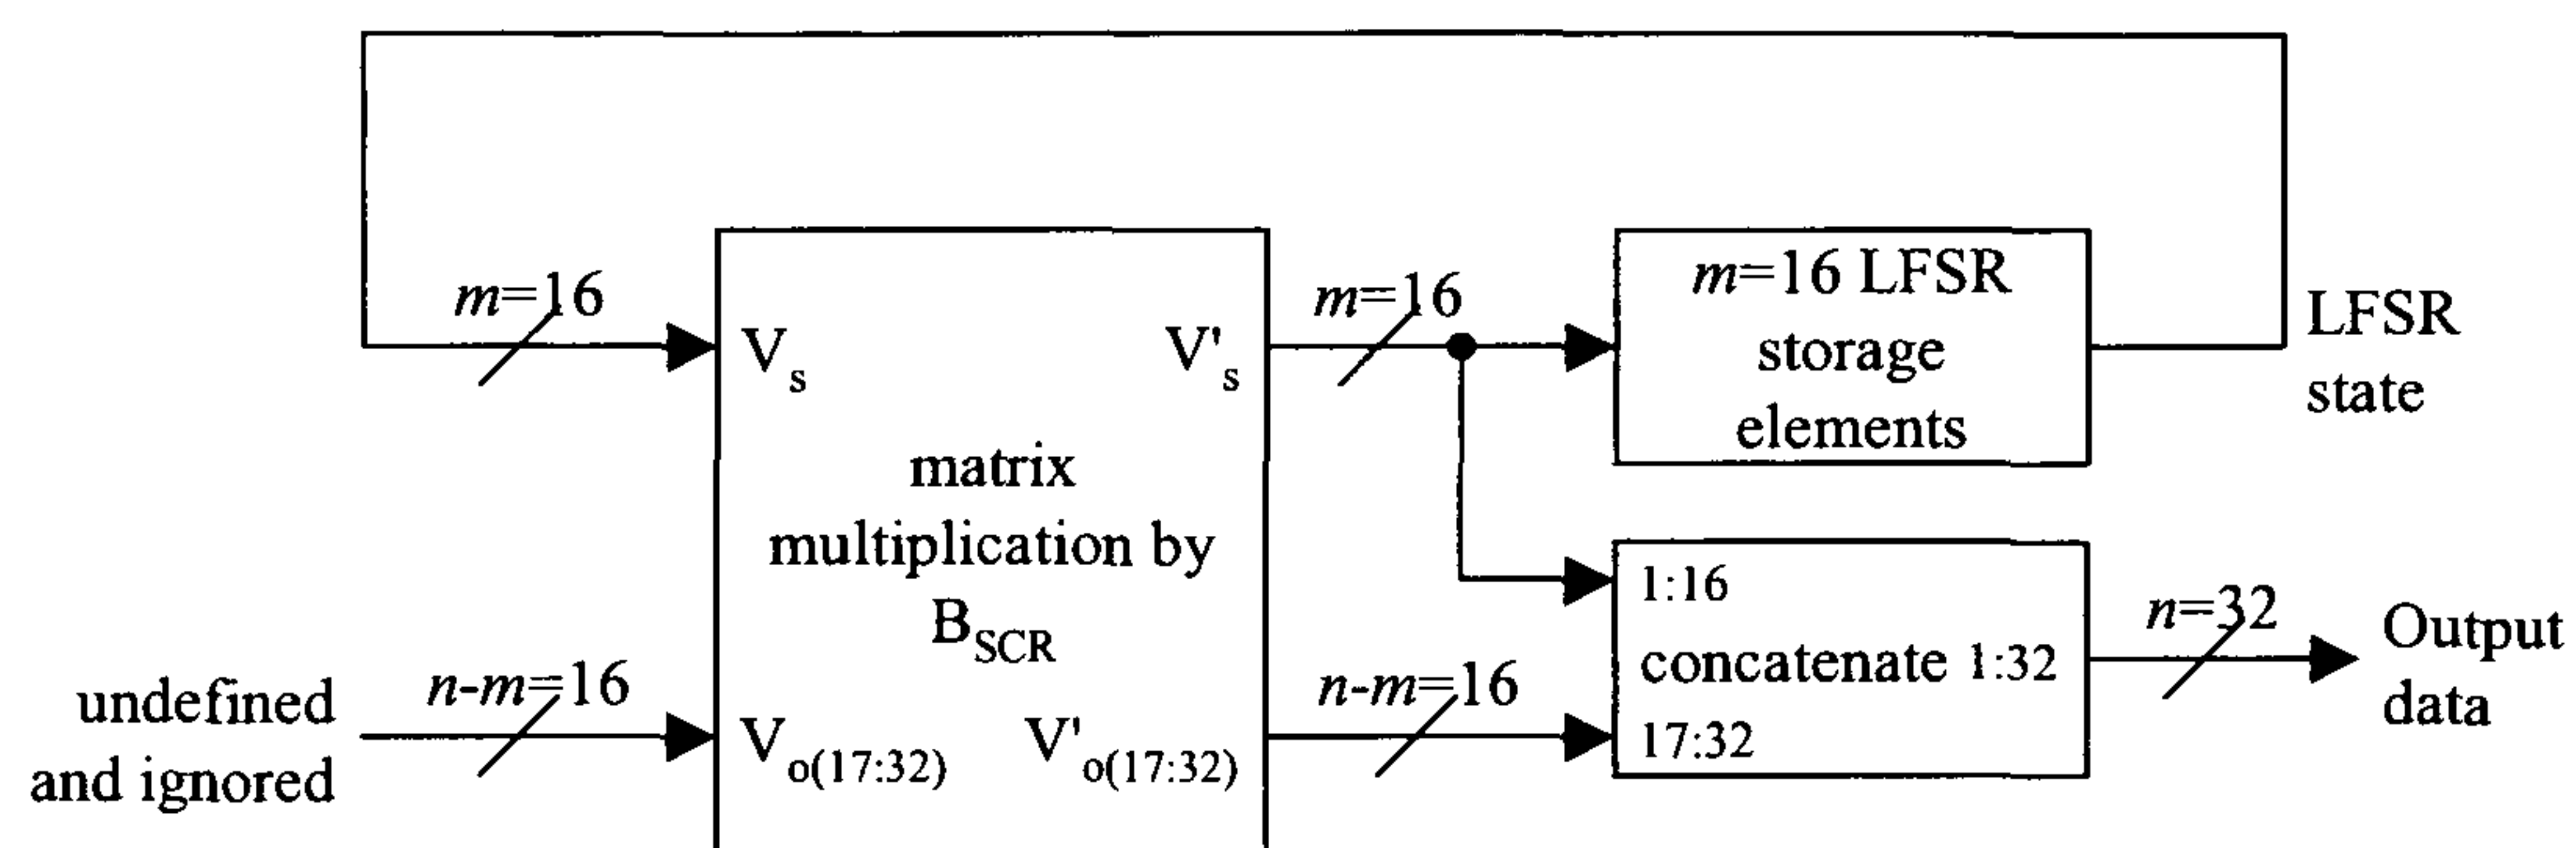 m=16
m=16
m=16 LFSR
storage
elements
LFSR
state
V_s
V'_s
matrix
multiplication by
B_SCR
1:16
concatenate 1:32
17:32
n=32
Output
data
undefined
and ignored
n-m=16
V_o(17:32)
V'_o(17:32)
n-m=16